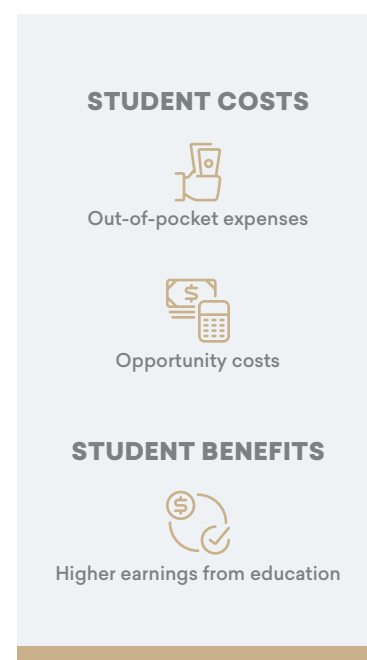 STUDENT COSTS
Out-of-pocket expenses
$
Opportunity costs
STUDENT BENEFITS
$
Higher earnings from education